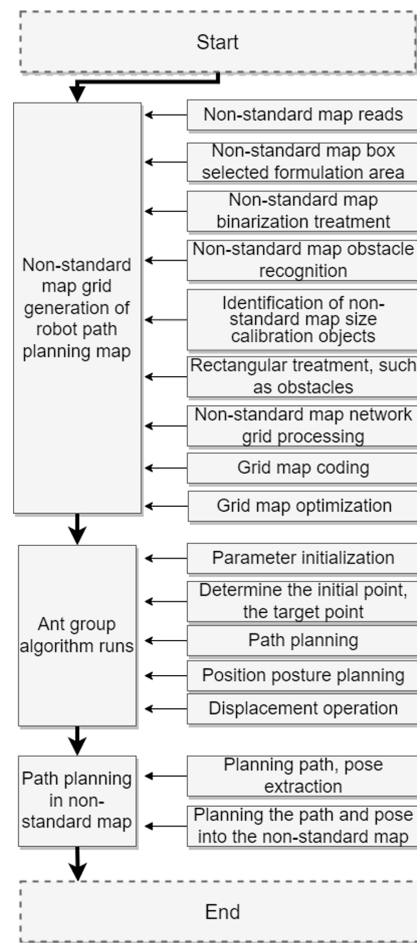 Start
Non-standard
map grid
generation of
robot path
planning map
Non-standard map reads
Non-standard map box
selected formulation area
Non-standard map
binarization treatment
Non-standard map obstacle
recognition
Identification of non-
standard map size
calibration objects
Rectangular treatment, such
as obstacles
Non-standard map network
grid processing
Grid map coding
Grid map optimization
Ant group
algorithm runs
Parameter initialization
Determine the initial point,
the target point
Path planning
Position posture planning
Displacement operation
Path planning
in non-
standard map
Planning path, pose
extraction
Planning the path and pose
into the non-standard map
End